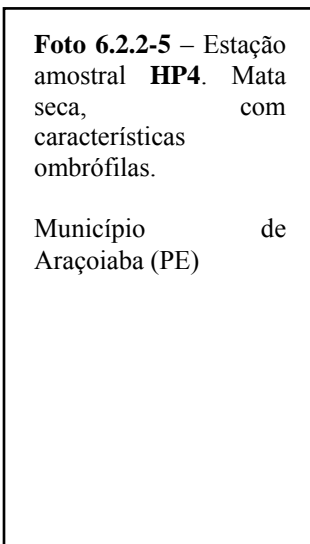 Foto 6.2.2-5 – Estação
amostral HP4. Mata
seca, com
características
ombrófilas.
Município de
Araçoiaba (PE)